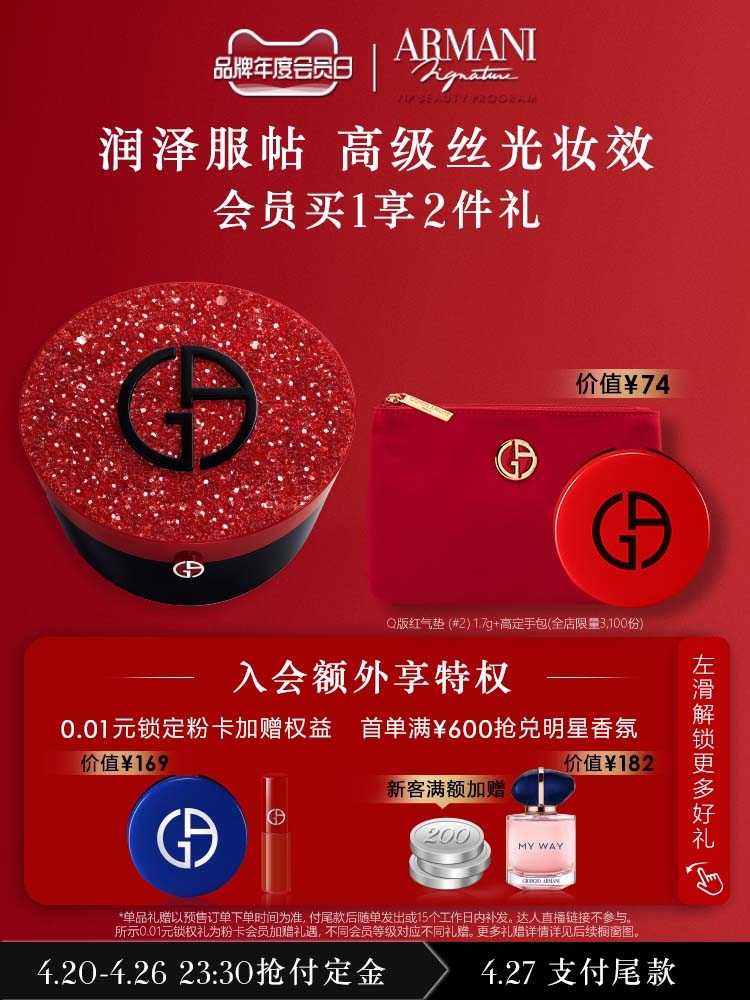 品牌年度会员日
ARMANI
Signature
VIP BEAUTY PROGRAM
润泽服帖 高级丝光妆效
会员买1享2件礼
价值¥74
Q版红气垫 (#2) 1.7g+高定手包(全店限量3,100份)
入会额外享特权
0.01元锁定粉卡加赠权益 首单满¥600抢兑明星香氛
价值¥169
价值¥182
新客满额加赠
200
MY WAY
GIORGIO ARMANI
左滑解锁更多好礼
*单品礼赠以预售订单下单时间为准, 付尾款后随单发出或15个工作日内补发。达人直播链接不参与。
所示0.01元锁权礼为粉卡会员加赠礼遇, 不同会员等级对应不同礼赠。更多礼赠详情详见后续橱窗图。
4.20-4.26 23:30抢付定金
4.27 支付尾款